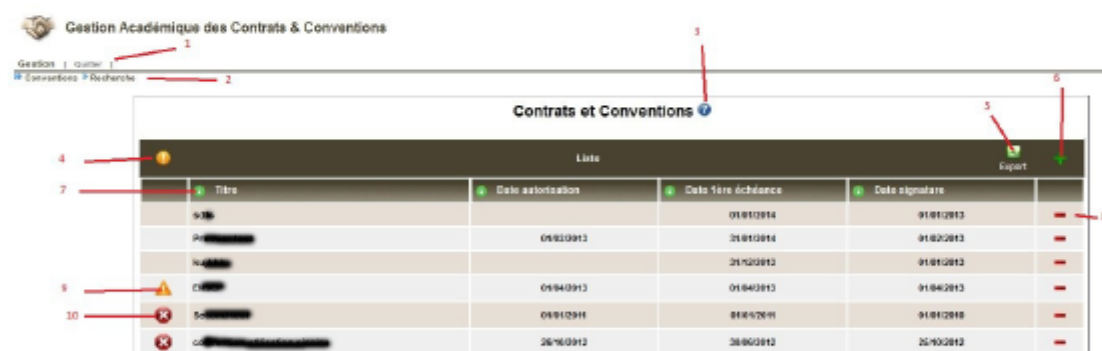 Gestion Académique des Contrats & Conventions
3
1
Gestion | Quitter |
Conventions Recherche
2
6
Contrats et Conventions ?
5
4
Liste
Export
7
Titre Date autorisation Date 1ère échéance Date signature
01/01/2014 01/01/2013
01/02/2013 31/01/2014 01/02/2013
31/12/2013 01/01/2013
9
01/04/2013 01/04/2013 01/04/2013
10
01/01/2011 01/01/2011 01/01/2010
26/10/2012 30/06/2012 25/10/2012